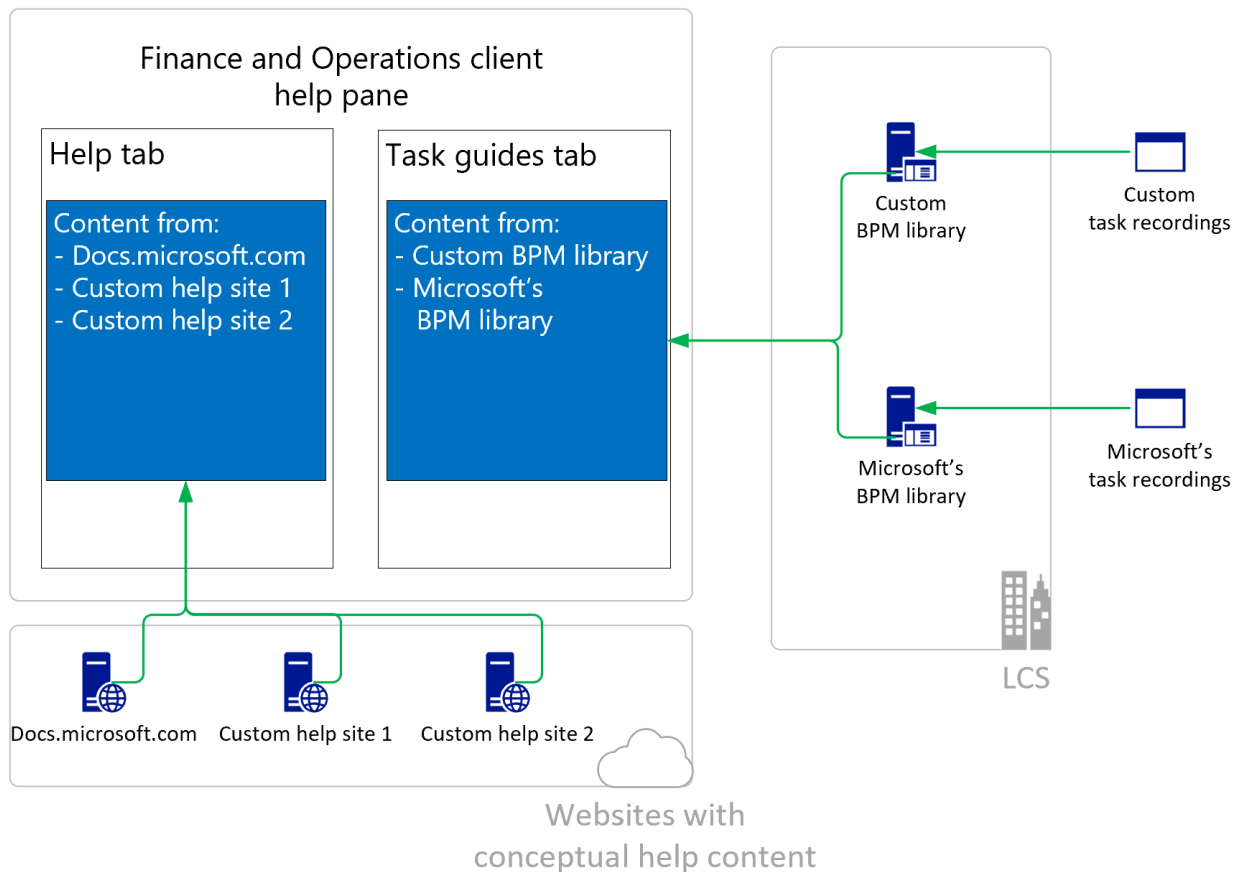 Finance and Operations client
help pane
Help tab
Content from:
- Docs.microsoft.com
- Custom help site 1
- Custom help site 2
Task guides tab
Content from:
- Custom BPM library
- Microsoft’s
BPM library
Custom
BPM library
Custom
task recordings
Microsoft’s
BPM library
Microsoft’s
task recordings
LCS
Docs.microsoft.com
Custom help site 1
Custom help site 2
Websites with
conceptual help content